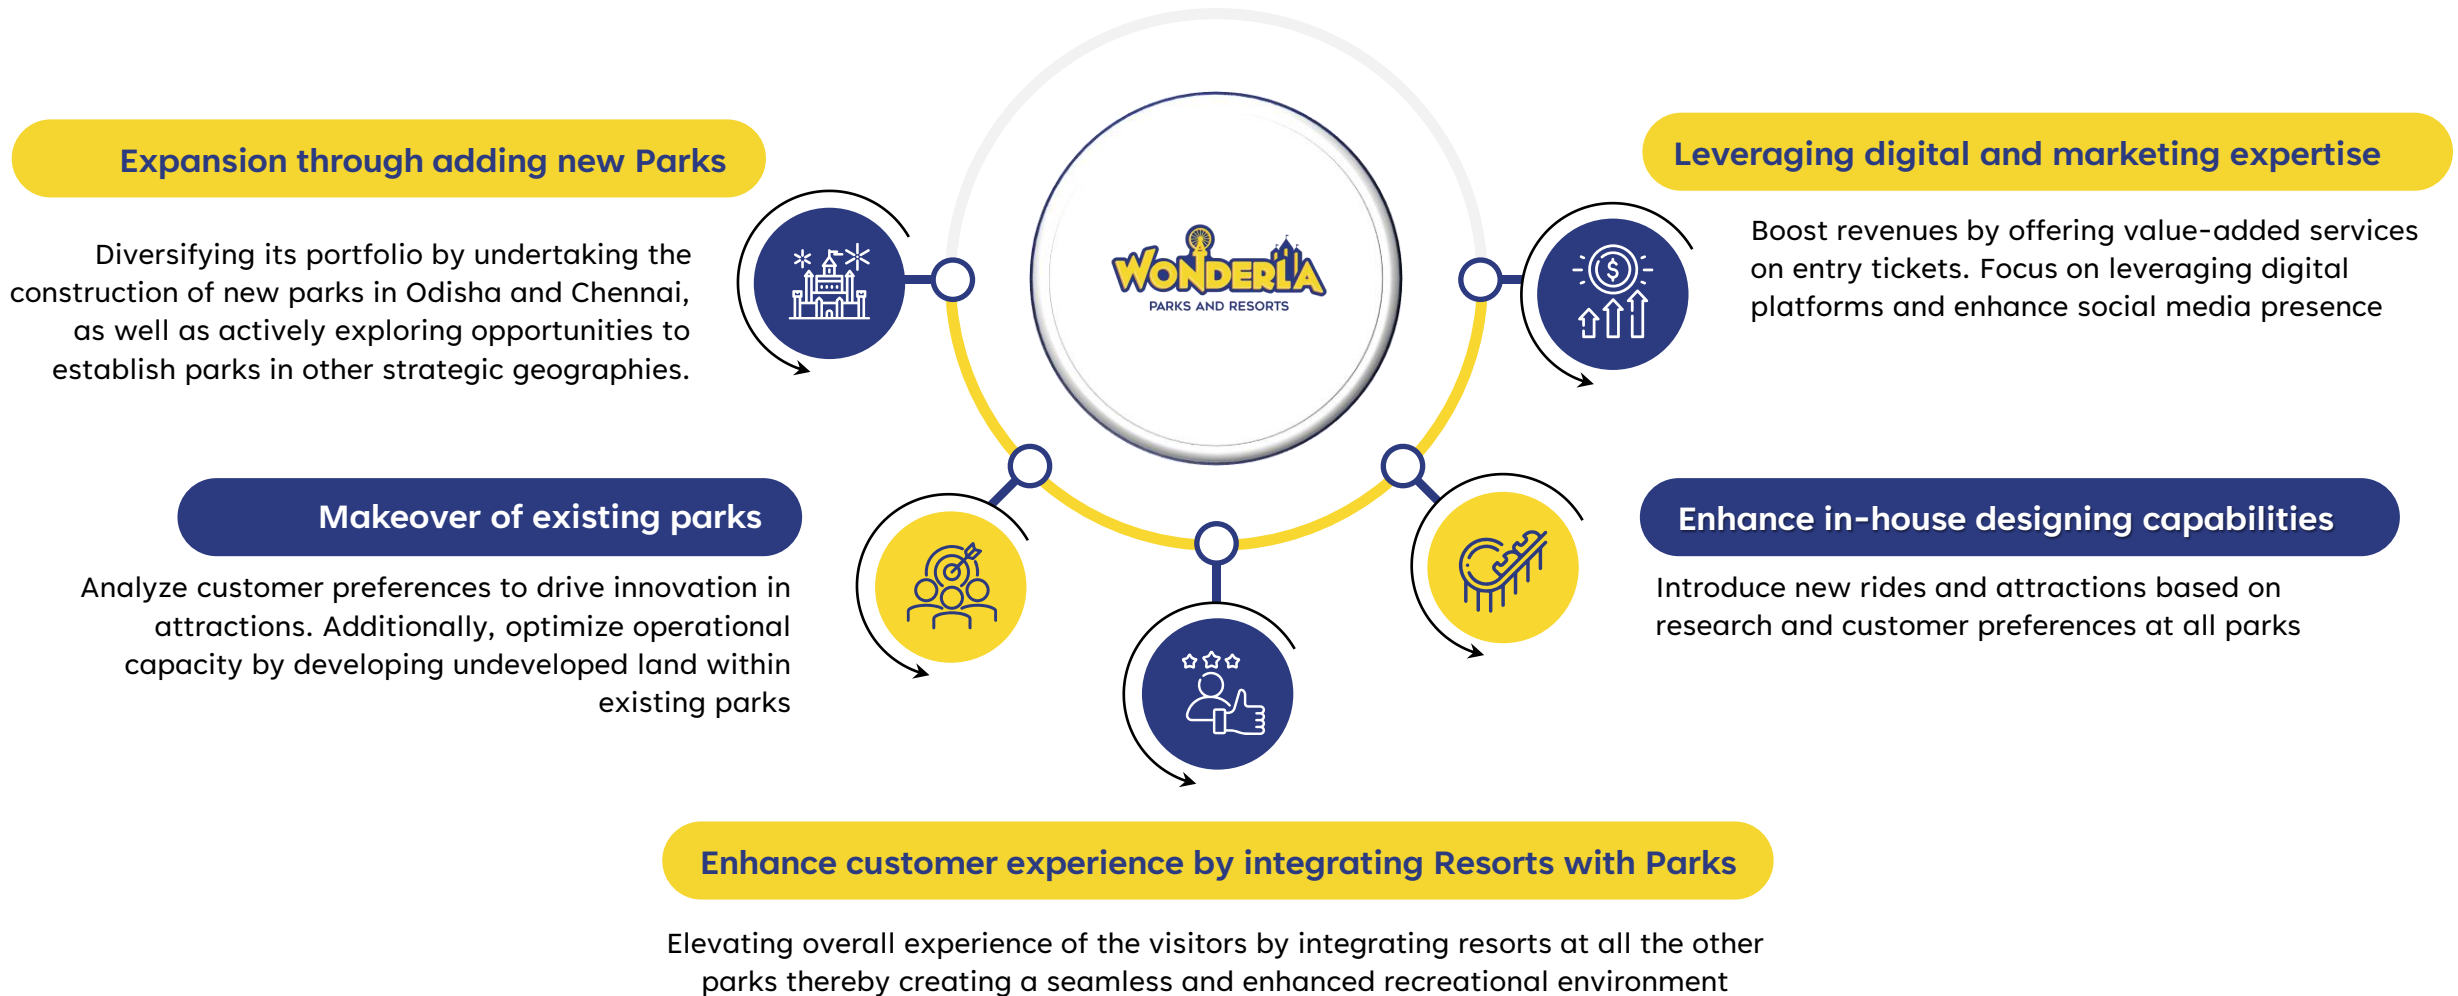 Expansion through adding new Parks
Diversifying its portfolio by undertaking the
construction of new parks in Odisha and Chennai,
as well as actively exploring opportunities to
establish parks in other strategic geographies.
Makeover of existing parks
Analyze customer preferences to drive innovation in
attractions. Additionally, optimize operational
capacity by developing undeveloped land within
existing parks
WONDERLA
PARKS AND RESORTS
Leveraging digital and marketing expertise
Boost revenues by offering value-added services
on entry tickets. Focus on leveraging digital
platforms and enhance social media presence
Enhance in-house designing capabilities
Introduce new rides and attractions based on
research and customer preferences at all parks
Enhance customer experience by integrating Resorts with Parks
Elevating overall experience of the visitors by integrating resorts at all the other
parks thereby creating a seamless and enhanced recreational environment